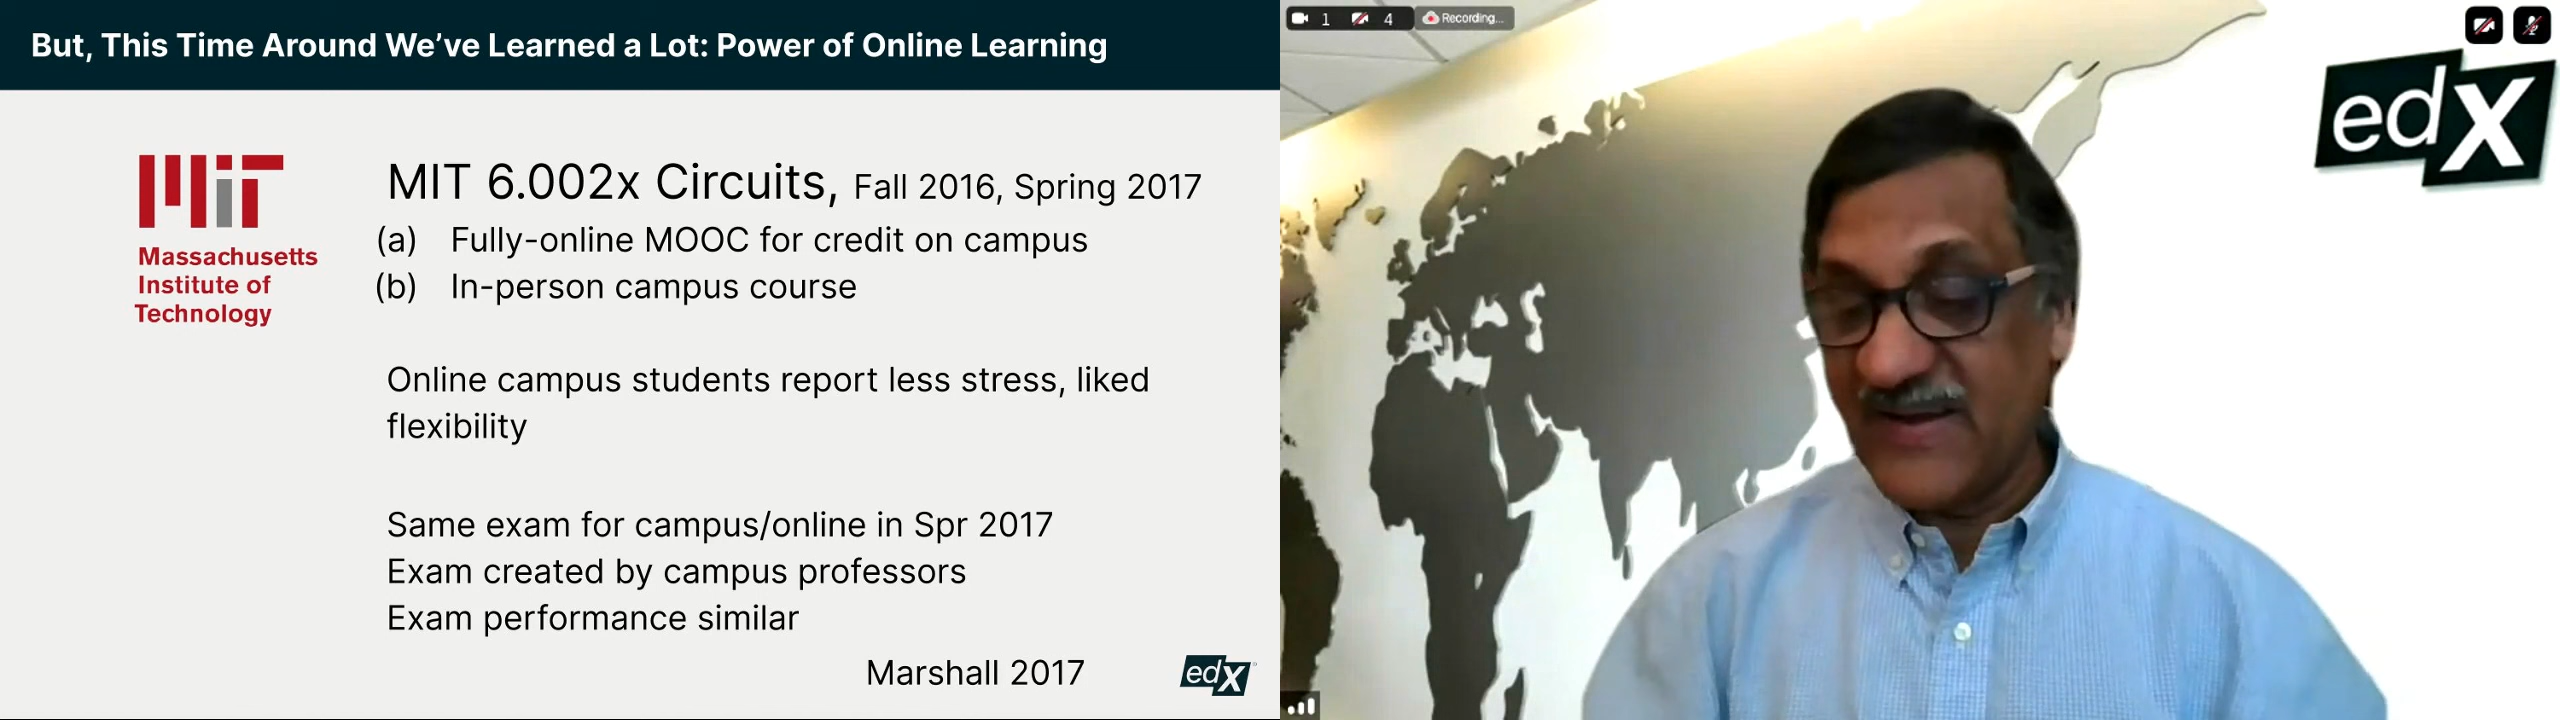 But, This Time Around We’ve Learned a Lot: Power of Online Learning
MIT
Massachusetts
Institute of
Technology
MIT 6.002x Circuits, Fall 2016, Spring 2017
(a) Fully-online MOOC for credit on campus
(b) In-person campus course
Online campus students report less stress, liked
flexibility
Same exam for campus/online in Spr 2017
Exam created by campus professors
Exam performance similar
Marshall 2017
edX
1 4 Recording...
edX